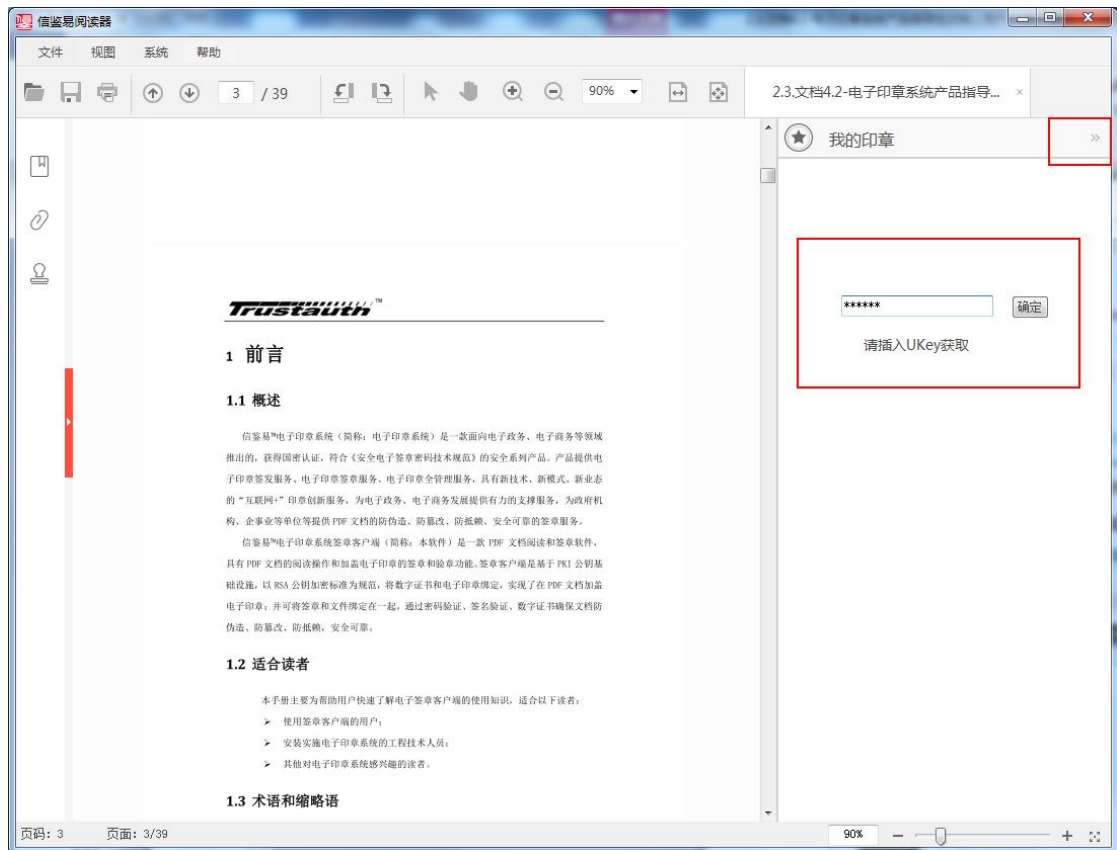 信鉴易阅读器
文件 视图 系统 帮助
3 / 39 90% 2.3.文档4.2-电子印章系统产品指导... ×
我的印章 »
****** 确定
请插入UKey获取
Trustauth™
1 前言
1.1 概述
信鉴易™电子印章系统（简称：电子印章系统）是一款面向电子政务、电子商务等领域
推出的，获得国密认证，符合《安全电子签章密码技术规范》的安全系列产品。产品提供电
子印章签发服务、电子印章签章服务、电子印章全管理服务，具有新技术、新模式、新业态
的“互联网+”印章创新服务，为电子政务、电子商务发展提供有力的支撑服务，为政府机
构、企事业等单位等提供 PDF 文档的防伪造、防篡改、防抵赖、安全可靠的签章服务。
信鉴易™电子印章系统签章客户端（简称：本软件）是一款 PDF 文档阅读和签章软件，
具有 PDF 文档的阅读操作和加盖电子印章的签章和验章功能。签章客户端是基于 PKI 公钥基
础设施，以 RSA 公钥加密标准为规范，将数字证书和电子印章绑定，实现了在 PDF 文档加盖
电子印章；并可将签章和文件绑定在一起，通过密码验证、签名验证、数字证书确保文档防
伪造、防篡改、防抵赖，安全可靠。
1.2 适合读者
本手册主要为帮助用户快速了解电子签章客户端的使用知识，适合以下读者：
➢ 使用签章客户端的用户；
➢ 安装实施电子印章系统的工程技术人员；
➢ 其他对电子印章系统感兴趣的读者。
1.3 术语和缩略语
页码: 3 页面: 3/39 90% − +